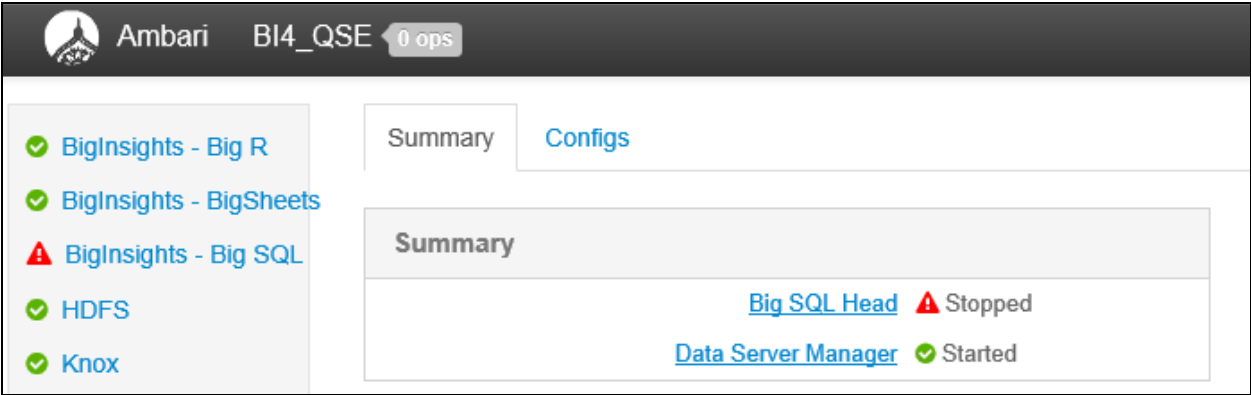 Ambari BI4_QSE 0 ops
BigInsights - Big R
BigInsights - BigSheets
BigInsights - Big SQL
HDFS
Knox
Summary Configs
Summary
Big SQL Head Stopped
Data Server Manager Started